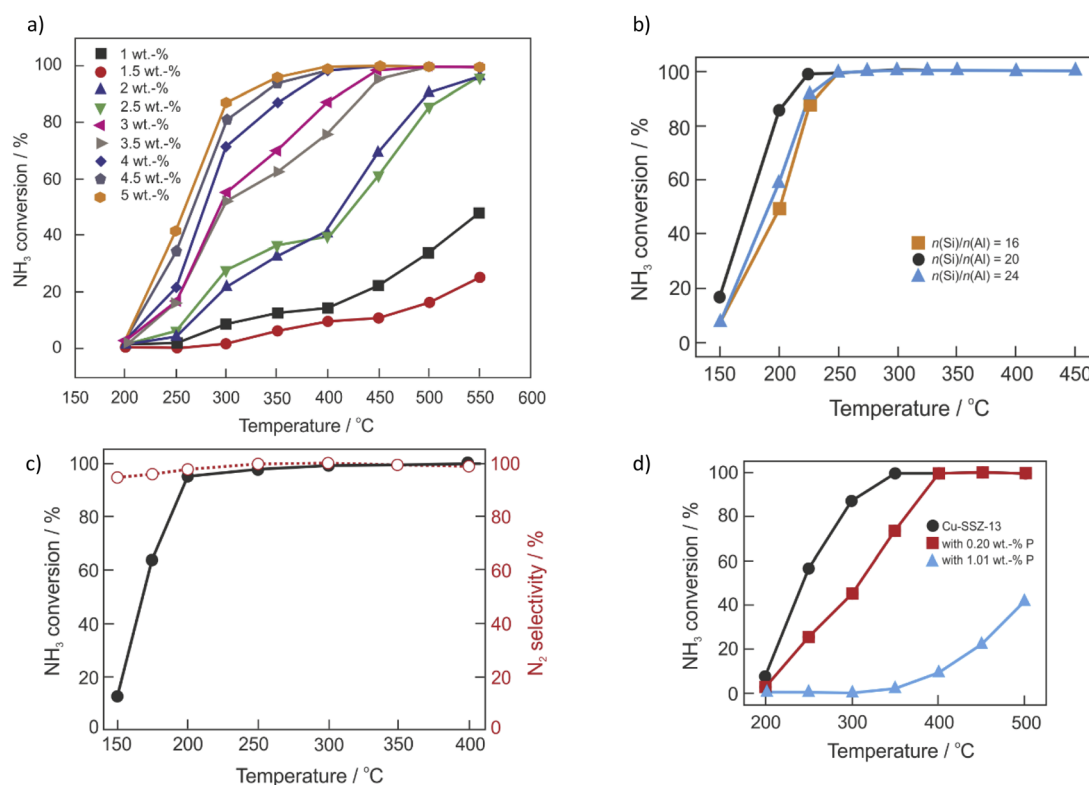 a)
NH₃ conversion / %
100
80
60
40
20
0
1 wt.-%
1.5 wt.-%
2 wt.-%
2.5 wt.-%
3 wt.-%
3.5 wt.-%
4 wt.-%
4.5 wt.-%
5 wt.-%
150 200 250 300 350 400 450 500 550 600
Temperature / °C
b)
NH₃ conversion / %
100
80
60
40
20
0
n(Si)/n(Al) = 16
n(Si)/n(Al) = 20
n(Si)/n(Al) = 24
150 200 250 300 350 400 450
Temperature / °C
c)
NH₃ conversion / %
100
80
60
40
20
0
100
80
60
40
20
0
N₂ selectivity / %
150 200 250 300 350 400
Temperature / °C
d)
NH₃ conversion / %
100
80
60
40
20
0
Cu-SSZ-13
with 0.20 wt.-% P
with 1.01 wt.-% P
200 300 400 500
Temperature / °C